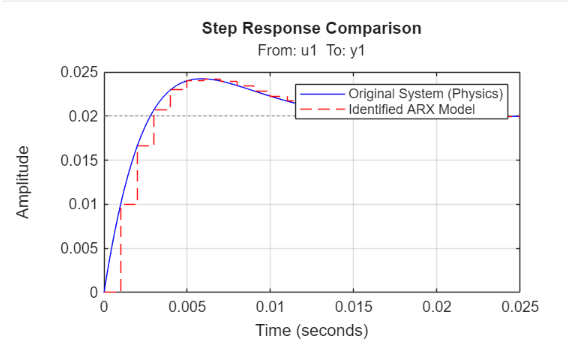 Step Response Comparison
From: u1 To: y1
Amplitude
0.025
0.02
0.015
0.01
0.005
0
Original System (Physics)
Identified ARX Model
0 0.005 0.01 0.015 0.02 0.025
Time (seconds)